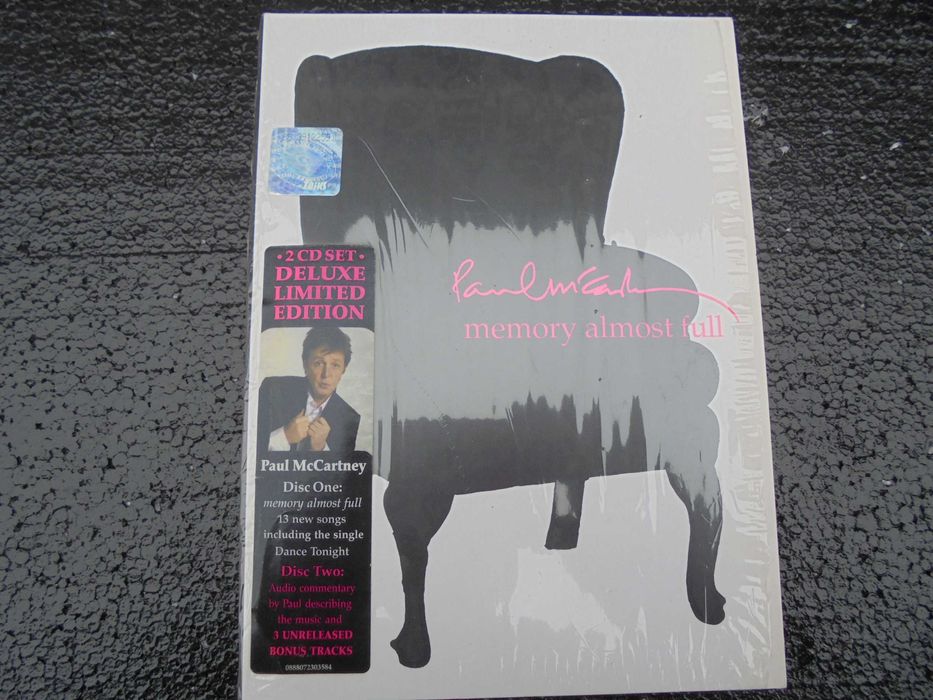 ZAiKS
• 2 CD SET •
DELUXE
LIMITED
EDITION
Paul McCartney
memory almost full
Paul McCartney
Disc One:
memory almost full
13 new songs
including the single
Dance Tonight
Disc Two:
Audio commentary
by Paul describing
the music and
3 UNRELEASED
BONUS TRACKS
0888072303584